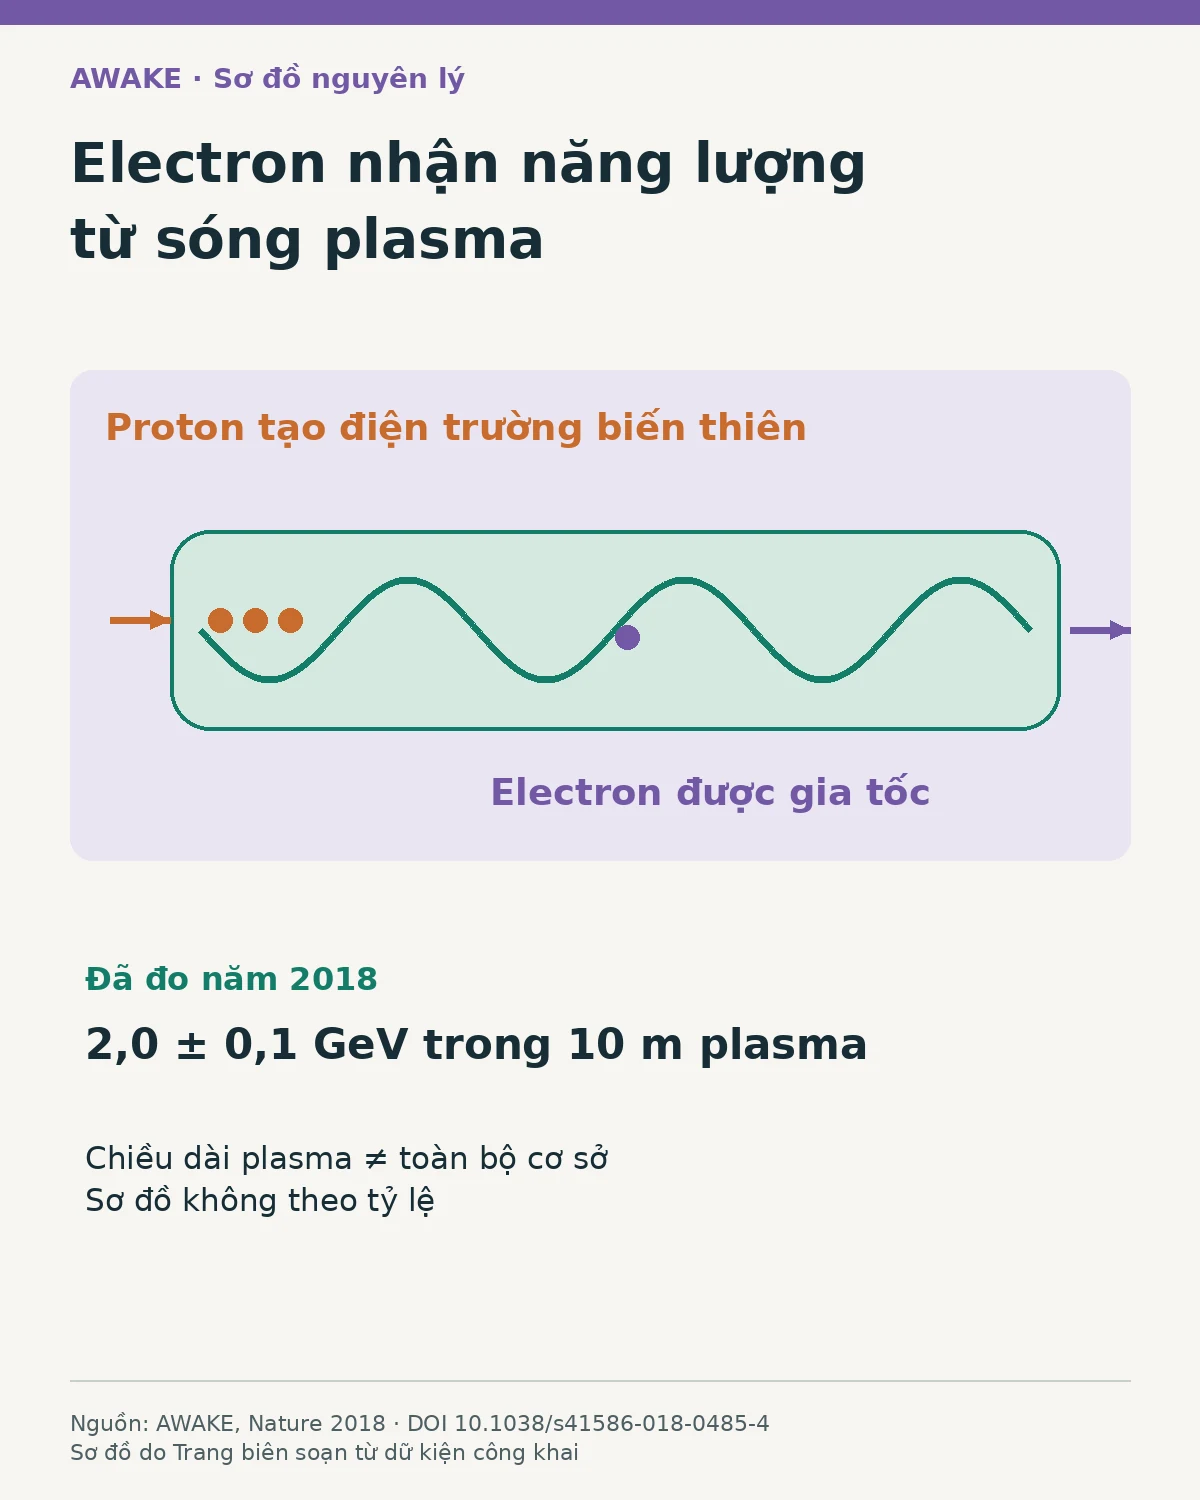 AWAKE · Sơ đồ nguyên lý
Electron nhận năng lượng
từ sóng plasma
Proton tạo điện trường biến thiên
Electron được gia tốc
Đã đo năm 2018
2,0 ± 0,1 GeV trong 10 m plasma
Chiều dài plasma ≠ toàn bộ cơ sở
Sơ đồ không theo tỷ lệ
Nguồn: AWAKE, Nature 2018 · DOI 10.1038/s41586-018-0485-4
Sơ đồ do Trang biên soạn từ dữ kiện công khai